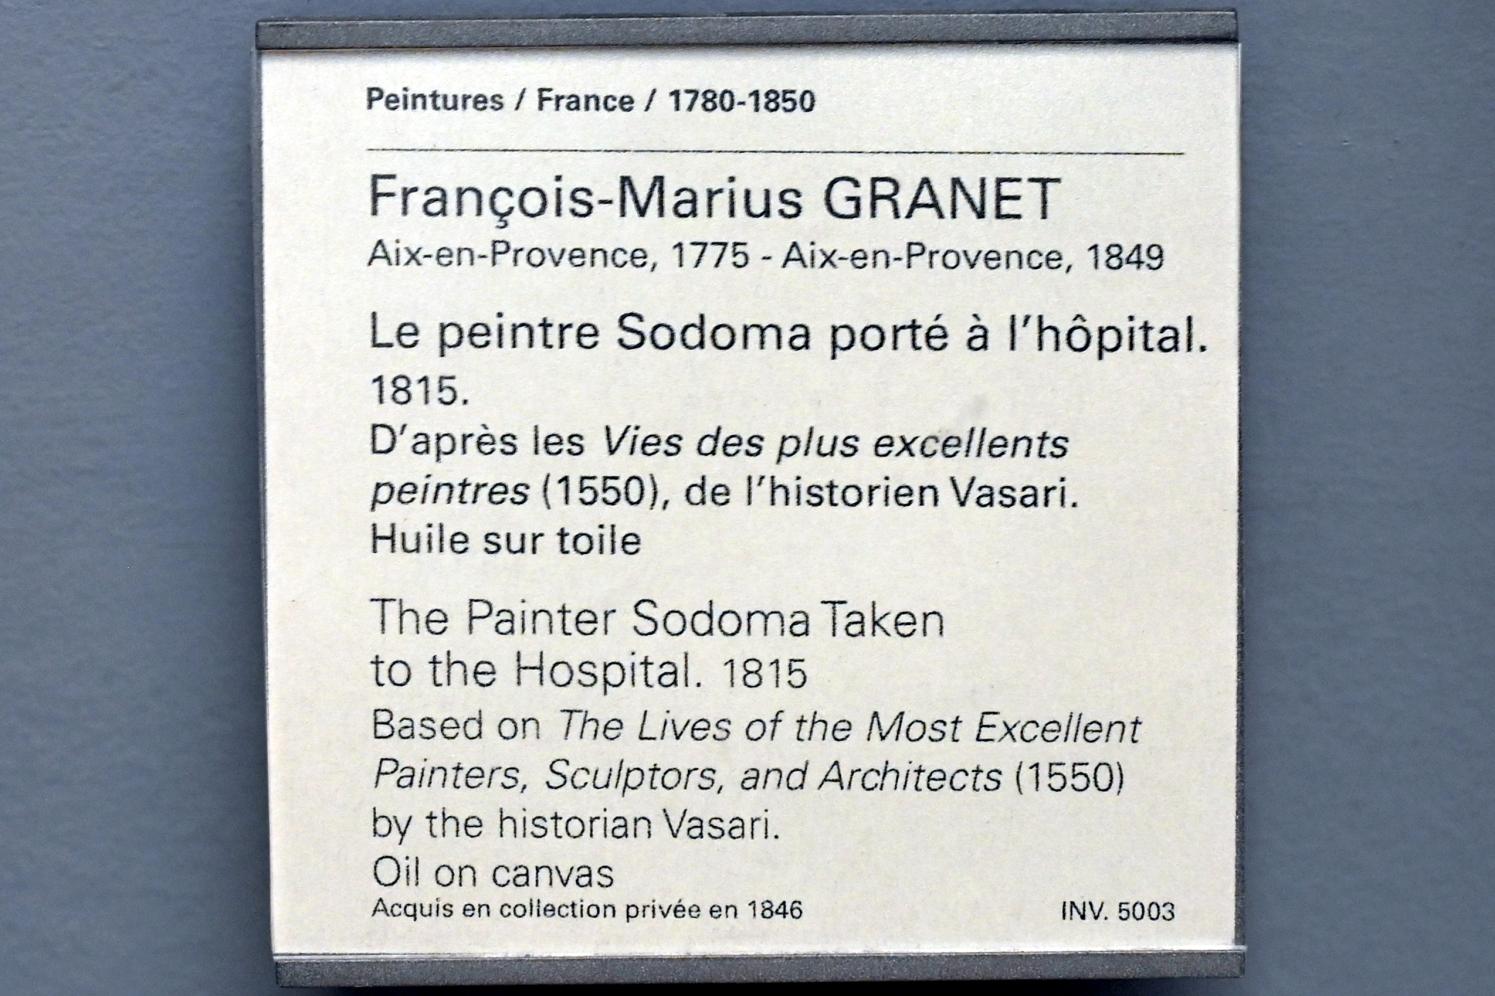 Peintures / France / 1780-1850
François-Marius GRANET
Aix-en-Provence, 1775 - Aix-en-Provence, 1849
Le peintre Sodoma porté à l'hôpital.
1815.
D'après les Vies des plus excellents
peintres (1550), de l'historien Vasari.
Huile sur toile
The Painter Sodoma Taken
to the Hospital. 1815
Based on The Lives of the Most Excellent
Painters, Sculptors, and Architects (1550)
by the historian Vasari.
Oil on canvas
Acquis en collection privée en 1846 INV. 5003